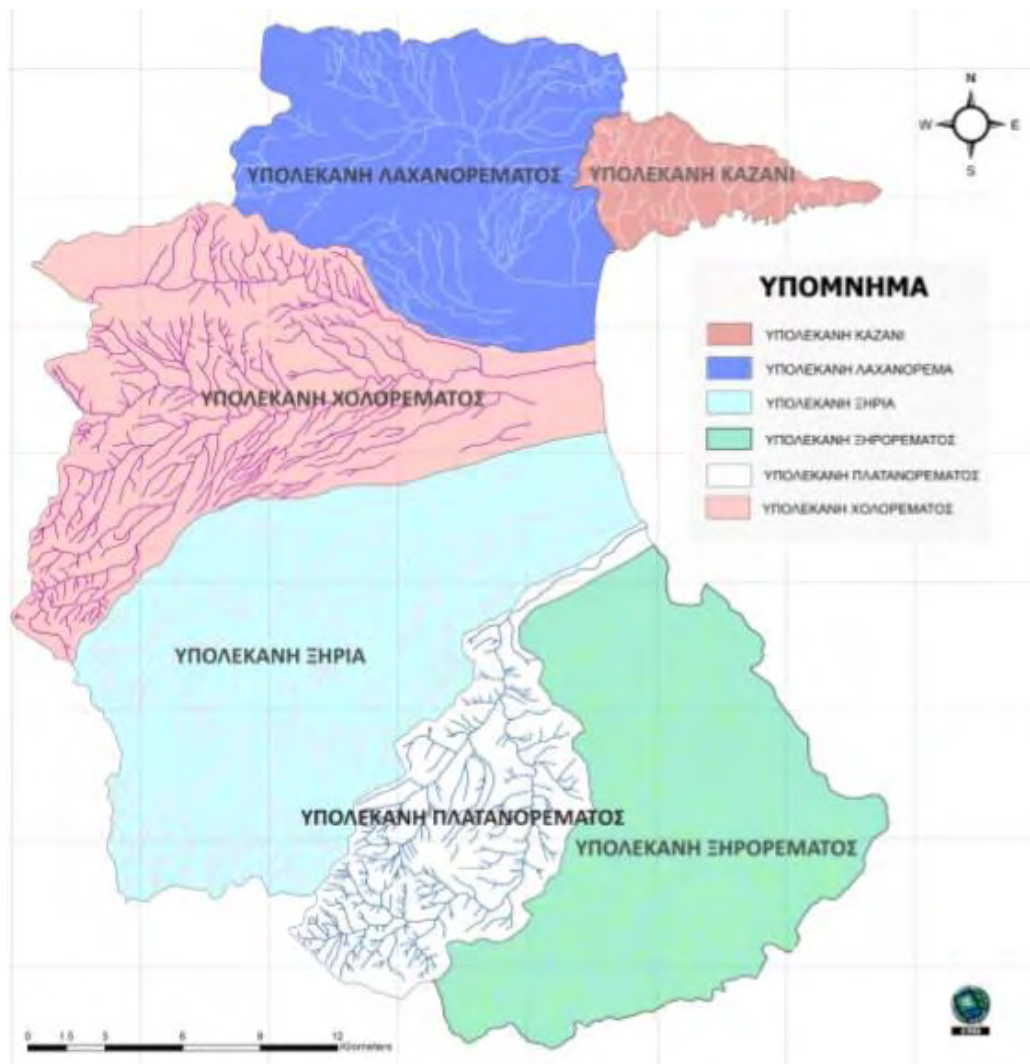 N
W E
S
ΥΠΟΛΕΚΑΝΗ ΛΑΧΑΝΟΡΕΜΑΤΟΣ
ΥΠΟΛΕΚΑΝΗ ΚΑΖΑΝΙ
ΥΠΟΜΝΗΜΑ
ΥΠΟΛΕΚΑΝΗ ΚΑΖΑΝΙ
ΥΠΟΛΕΚΑΝΗ ΛΑΧΑΝΟΡΕΜΑ
ΥΠΟΛΕΚΑΝΗ ΞΗΡΙΑ
ΥΠΟΛΕΚΑΝΗ ΞΗΡΟΡΕΜΑΤΟΣ
ΥΠΟΛΕΚΑΝΗ ΠΛΑΤΑΝΟΡΕΜΑΤΟΣ
ΥΠΟΛΕΚΑΝΗ ΧΟΛΟΡΕΜΑΤΟΣ
ΥΠΟΛΕΚΑΝΗ ΧΟΛΟΡΕΜΑΤΟΣ
ΥΠΟΛΕΚΑΝΗ ΞΗΡΙΑ
ΥΠΟΛΕΚΑΝΗ ΠΛΑΤΑΝΟΡΕΜΑΤΟΣ
ΥΠΟΛΕΚΑΝΗ ΞΗΡΟΡΕΜΑΤΟΣ
0 1.5 3 6 9 12
Kilometers